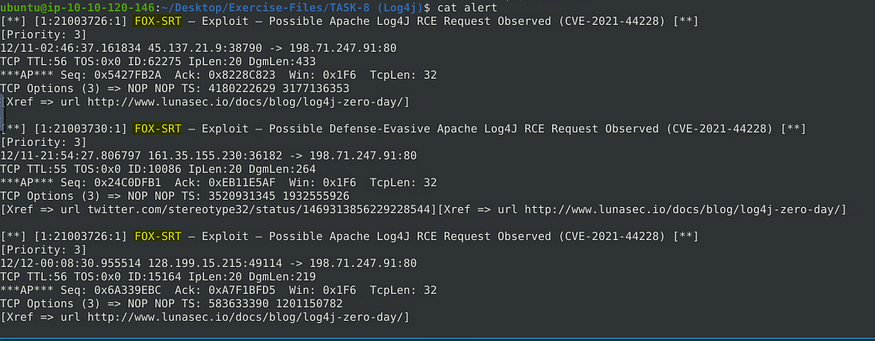 ubuntu@ip-10-10-120-146:~/Desktop/Exercise-Files/TASK-8 (Log4j)$ cat alert
[**] [1:21003726:1] FOX-SRT – Exploit – Possible Apache Log4J RCE Request Observed (CVE-2021-44228) [**]
[Priority: 3]
12/11-02:46:37.161834 45.137.21.9:38790 -> 198.71.247.91:80
TCP TTL:56 TOS:0x0 ID:62275 IpLen:20 DgmLen:433
***AP*** Seq: 0x5427FB2A  Ack: 0x8228C823  Win: 0x1F6  TcpLen: 32
TCP Options (3) => NOP NOP TS: 4180222629 3177136353
[Xref => url http://www.lunasec.io/docs/blog/log4j-zero-day/]
[**] [1:21003730:1] FOX-SRT – Exploit – Possible Defense-Evasive Apache Log4J RCE Request Observed (CVE-2021-44228) [**]
[Priority: 3]
12/11-21:54:27.806797 161.35.155.230:36182 -> 198.71.247.91:80
TCP TTL:55 TOS:0x0 ID:10086 IpLen:20 DgmLen:264
***AP*** Seq: 0x24C0DFB1  Ack: 0xEB11E5AF  Win: 0x1F6  TcpLen: 32
TCP Options (3) => NOP NOP TS: 3520931345 1932555926
[Xref => url twitter.com/stereotype32/status/1469313856229228544][Xref => url http://www.lunasec.io/docs/blog/log4j-zero-day/]
[**] [1:21003726:1] FOX-SRT – Exploit – Possible Apache Log4J RCE Request Observed (CVE-2021-44228) [**]
[Priority: 3]
12/12-00:08:30.955514 128.199.15.215:49114 -> 198.71.247.91:80
TCP TTL:56 TOS:0x0 ID:15164 IpLen:20 DgmLen:219
***AP*** Seq: 0x6A339EBC  Ack: 0xA7F1BFD5  Win: 0x1F6  TcpLen: 32
TCP Options (3) => NOP NOP TS: 583633390 1201150782
[Xref => url http://www.lunasec.io/docs/blog/log4j-zero-day/]